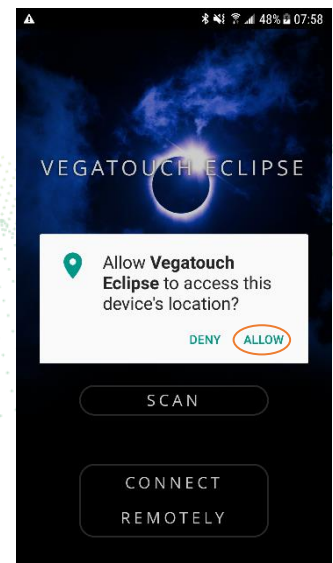 48% 07:58
VEGATOUCH ECLIPSE
Allow Vegatouch
Eclipse to access this
device's location?
DENY ALLOW
SCAN
CONNECT
REMOTELY